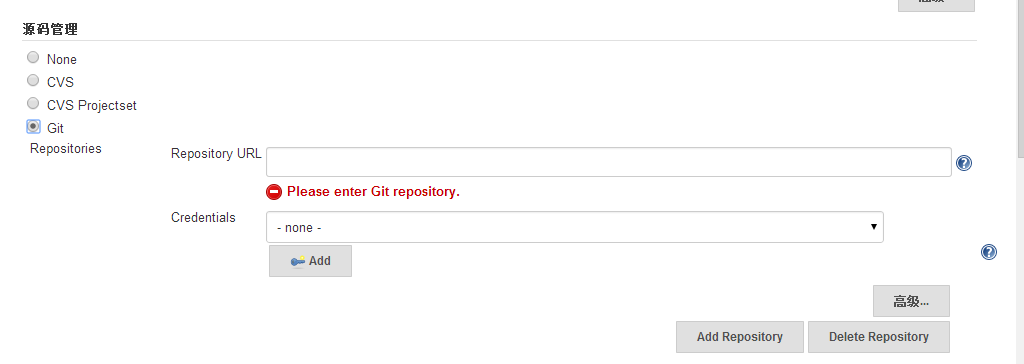 源码管理
None
CVS
CVS Projectset
Git
Repositories
Repository URL
Please enter Git repository.
Credentials
- none -
Add
高级...
Add Repository Delete Repository